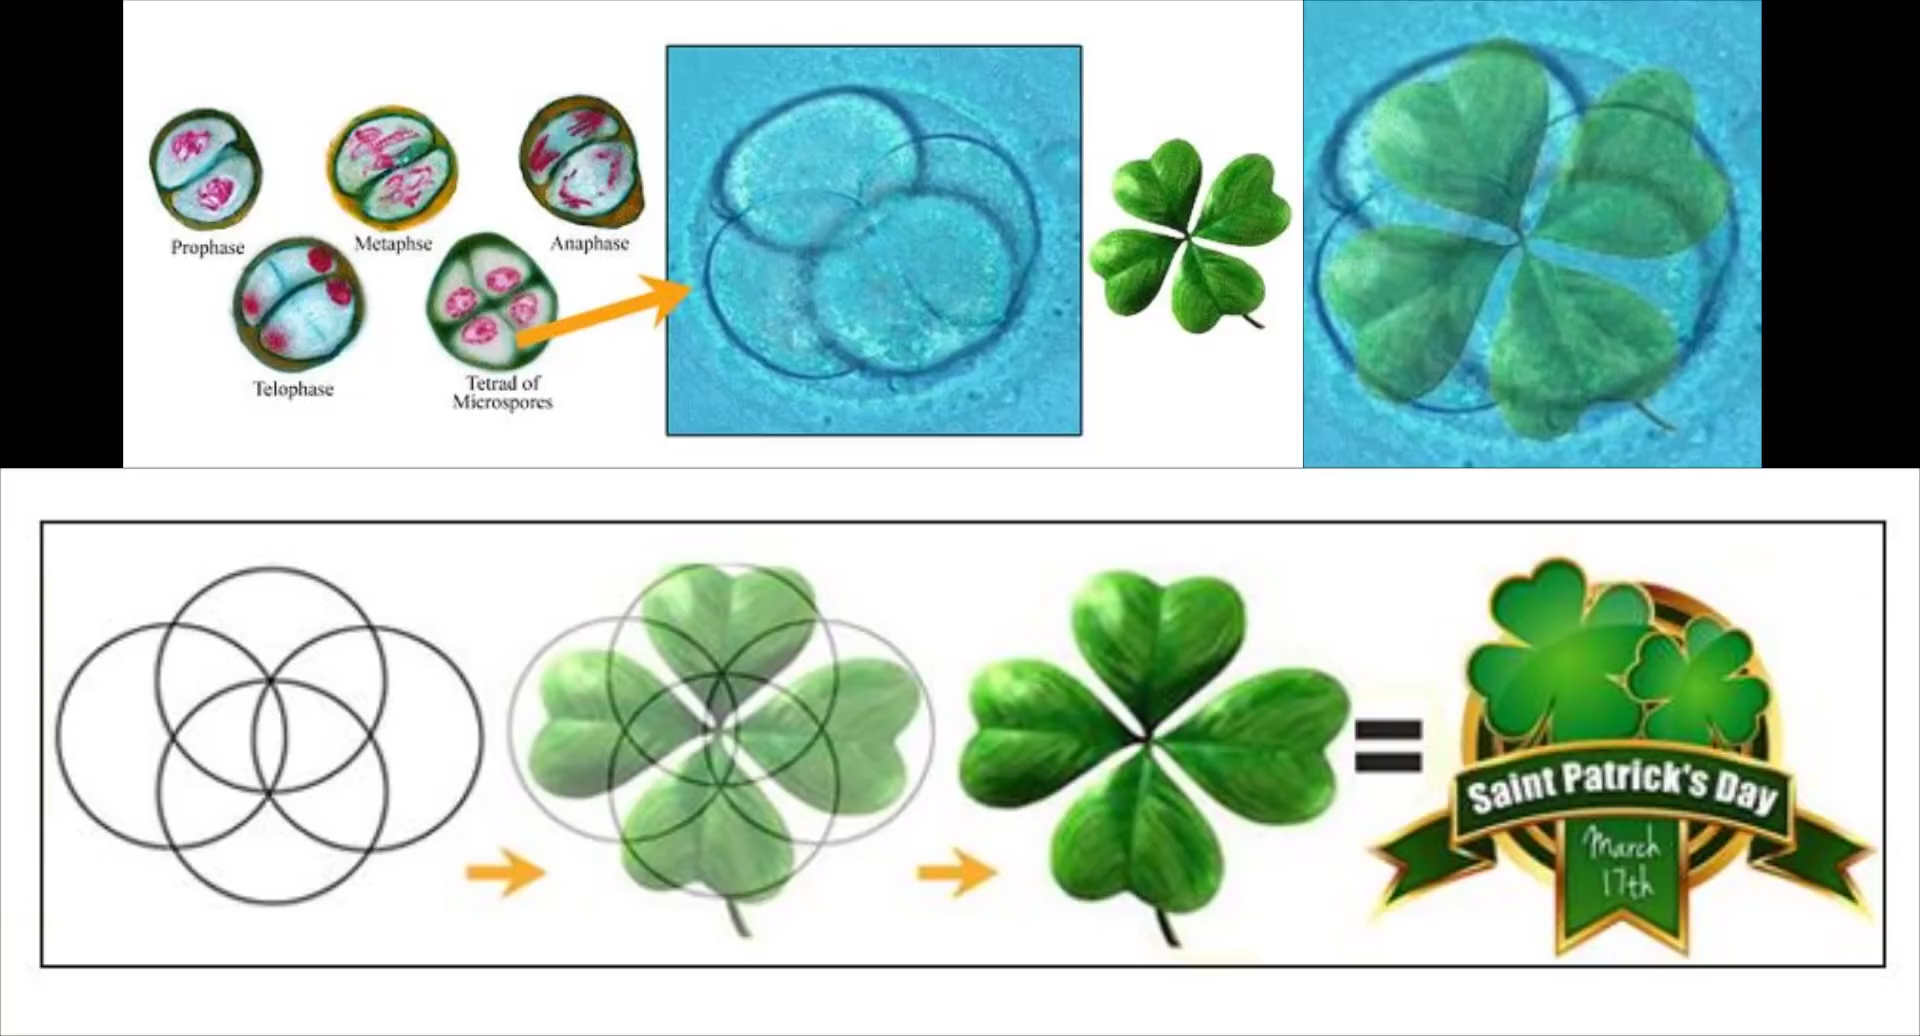 Prophase
Metaphse
Anaphase
Telophase
Tetrad of
Microspores
Saint Patrick's Day
March
17th